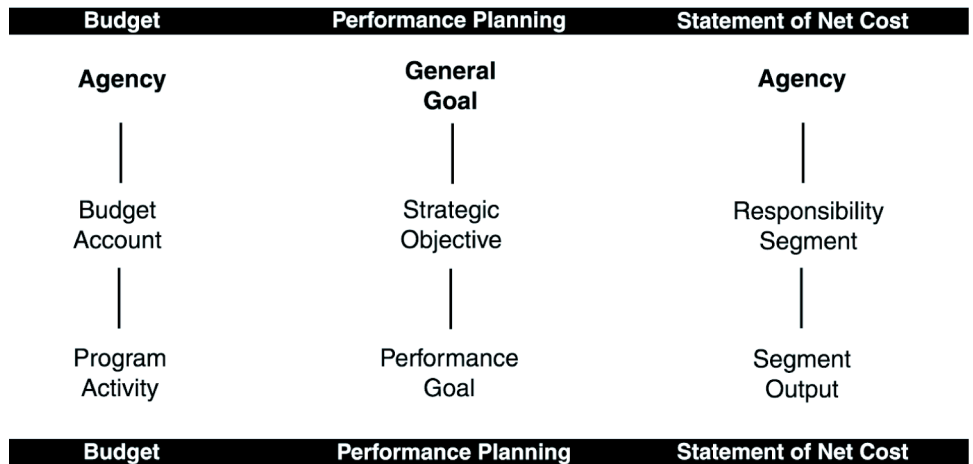 Budget Performance Planning Statement of Net Cost
Agency General Goal Agency
Budget Account Strategic Objective Responsibility Segment
Program Activity Performance Goal Segment Output
Budget Performance Planning Statement of Net Cost